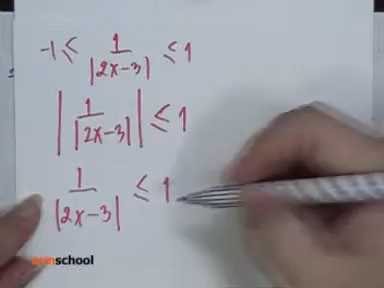 -1 ≤ 1/|2x-3| ≤ 1
|1/|2x-3|| ≤ 1
1/|2x-3| ≤ 1
school